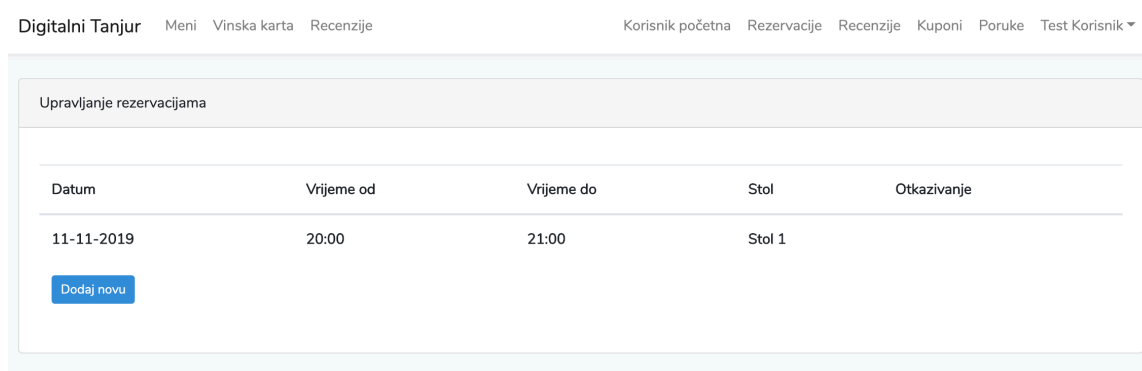 Digitalni Tanjur Meni Vinska karta Recenzije Korisnik početna Rezervacije Recenzije Kuponi Poruke Test Korisnik
Upravljanje rezervacijama
Datum Vrijeme od Vrijeme do Stol Otkazivanje
11-11-2019 20:00 21:00 Stol 1
Dodaj novu